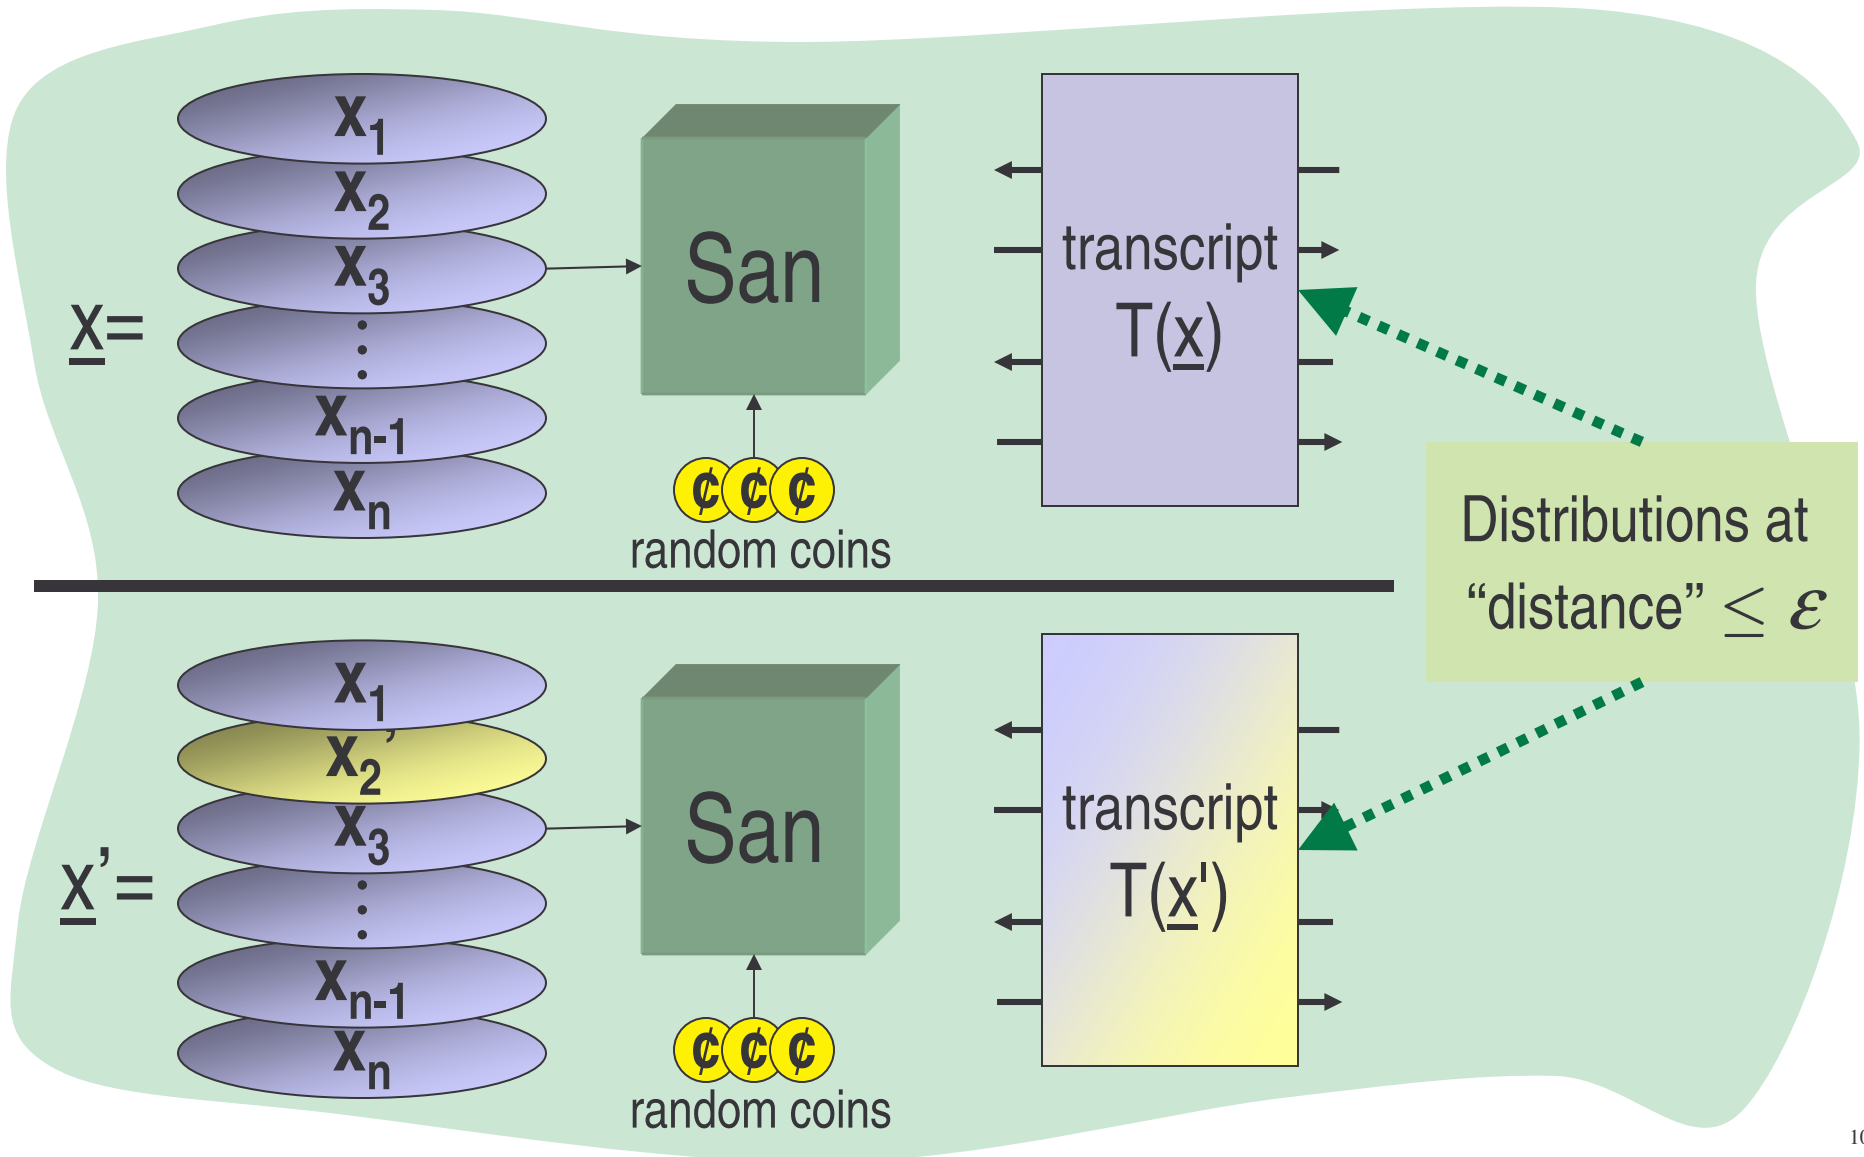 x=
x1
x2
x3
⋮
xn-1
xn
San
¢ ¢ ¢
random coins
transcript
T(x)
Distributions at
“distance” ≤ ε
x’=
x1
x2’
x3
⋮
xn-1
xn
San
¢ ¢ ¢
random coins
transcript
T(x')
10